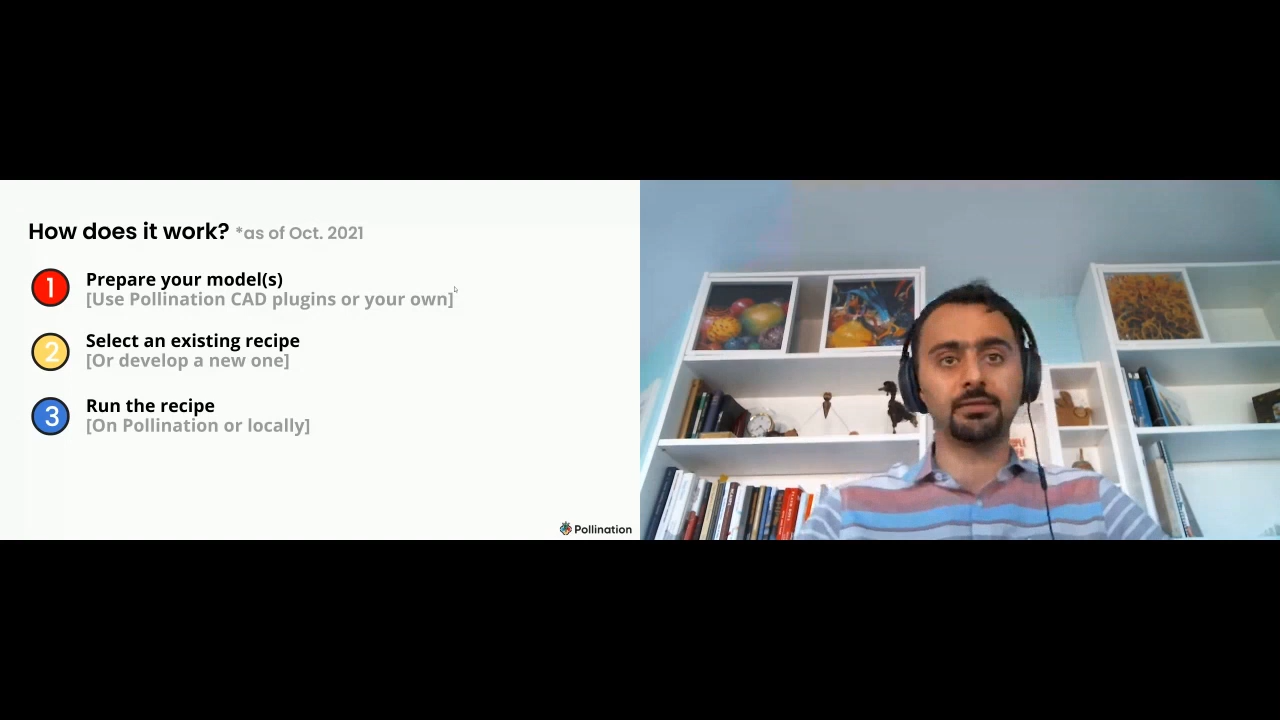 How does it work? *as of Oct. 2021
1
Prepare your model(s)
[Use Pollination CAD plugins or your own]
2
Select an existing recipe
[Or develop a new one]
3
Run the recipe
[On Pollination or locally]
Pollination